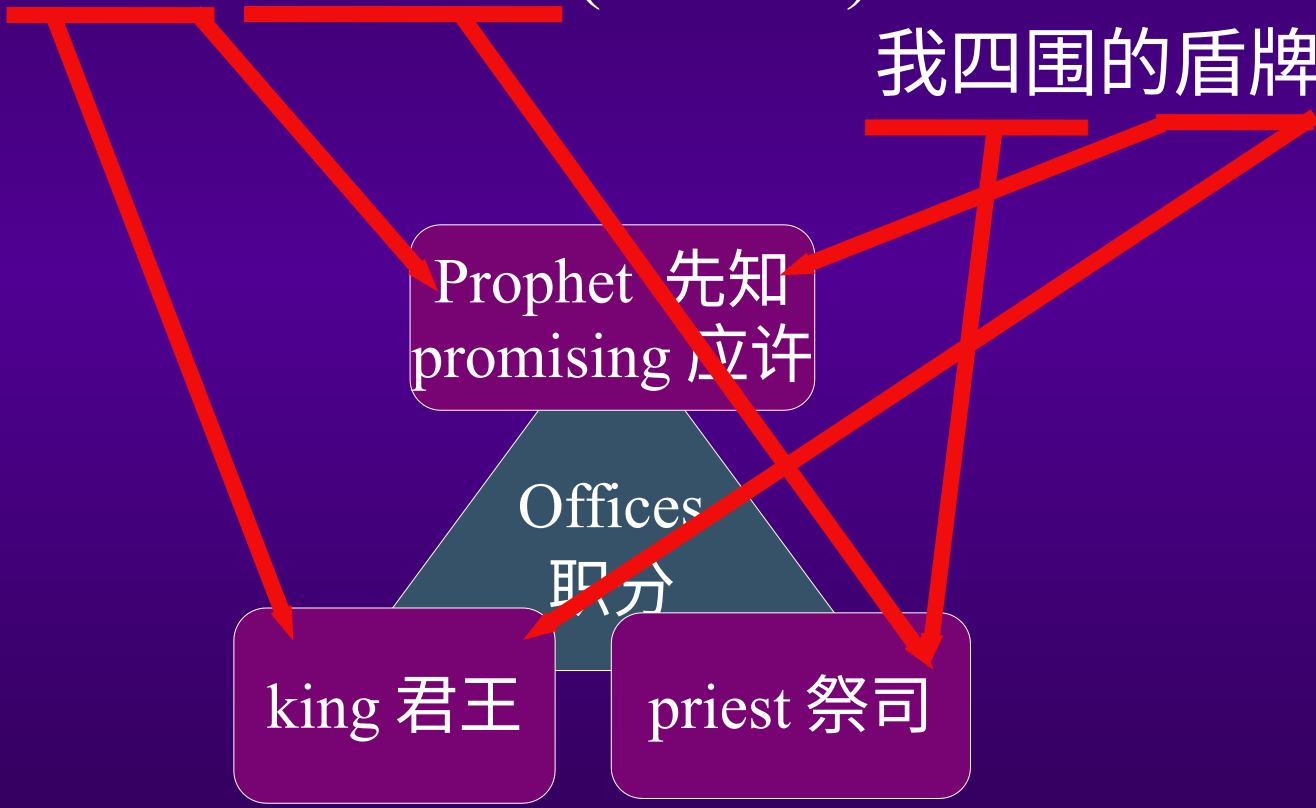 我四围的盾牌
Prophet 先知
promising 应许
Offices
职分
king 君王
priest 祭司